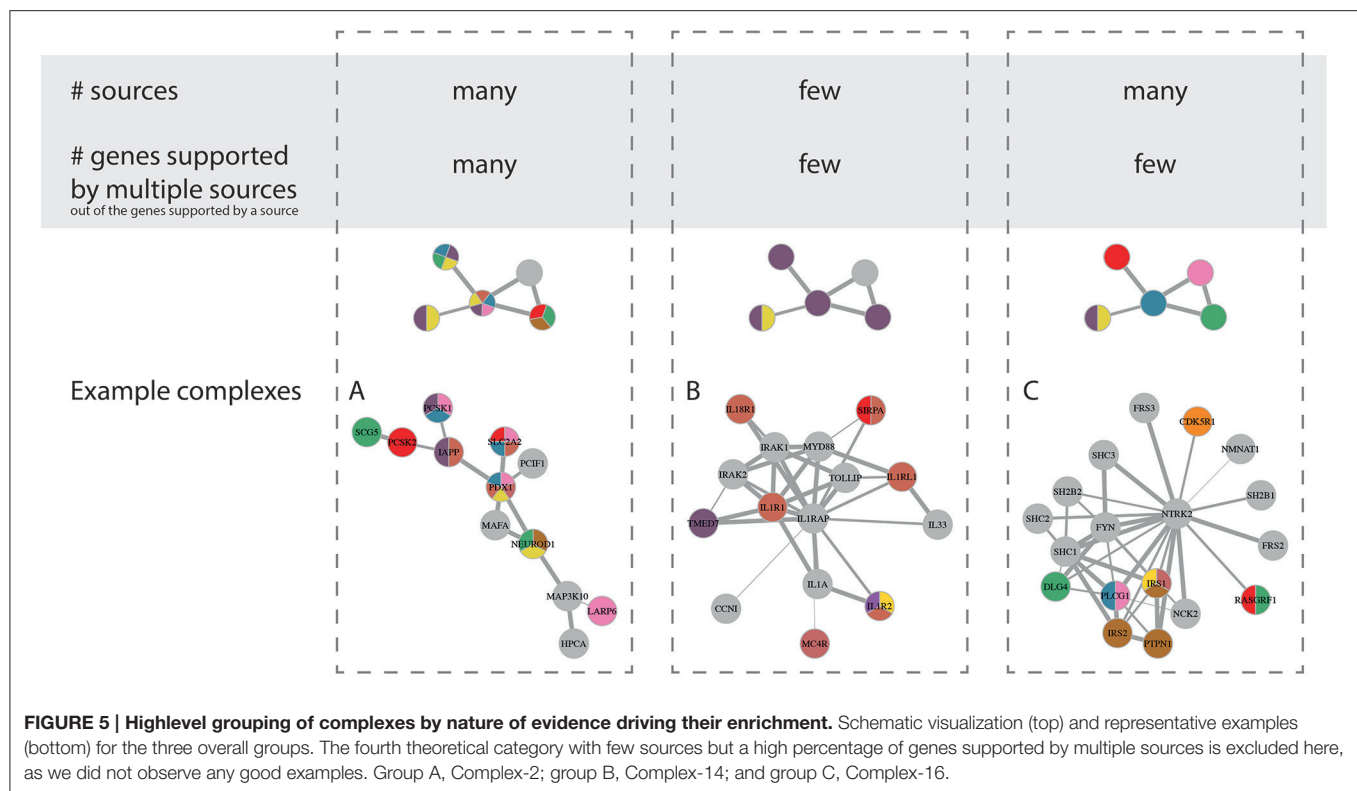 # sources many few many
# genes supported
by multiple sources many few few
out of the genes supported by a source
Example complexes
A
PCSK1
SCG5
PCSK2
IAPP
SLC2A2
PCIF1
PDX1
MAFA
NEUROD1
MAP3K10
LARP6
HPCA
B
IL18R1
SIRPA
IRAK1
MYD88
IRAK2
TOLLIP
IL1RL1
IL1R1
TMED7
IL1RAP
IL33
IL1A
CCNI
IL1R2
MC4R
C
FRS3
CDK5R1
SHC3
NMNAT1
SH2B2
SH2B1
SHC2
FYN
NTRK2
SHC1
FRS2
DLG4
PLCG1
IRS1
NCK2
RASGRF1
IRS2
PTPN1
FIGURE 5 | Highlevel grouping of complexes by nature of evidence driving their enrichment. Schematic visualization (top) and representative examples
(bottom) for the three overall groups. The fourth theoretical category with few sources but a high percentage of genes supported by multiple sources is excluded here,
as we did not observe any good examples. Group A, Complex-2; group B, Complex-14; and group C, Complex-16.